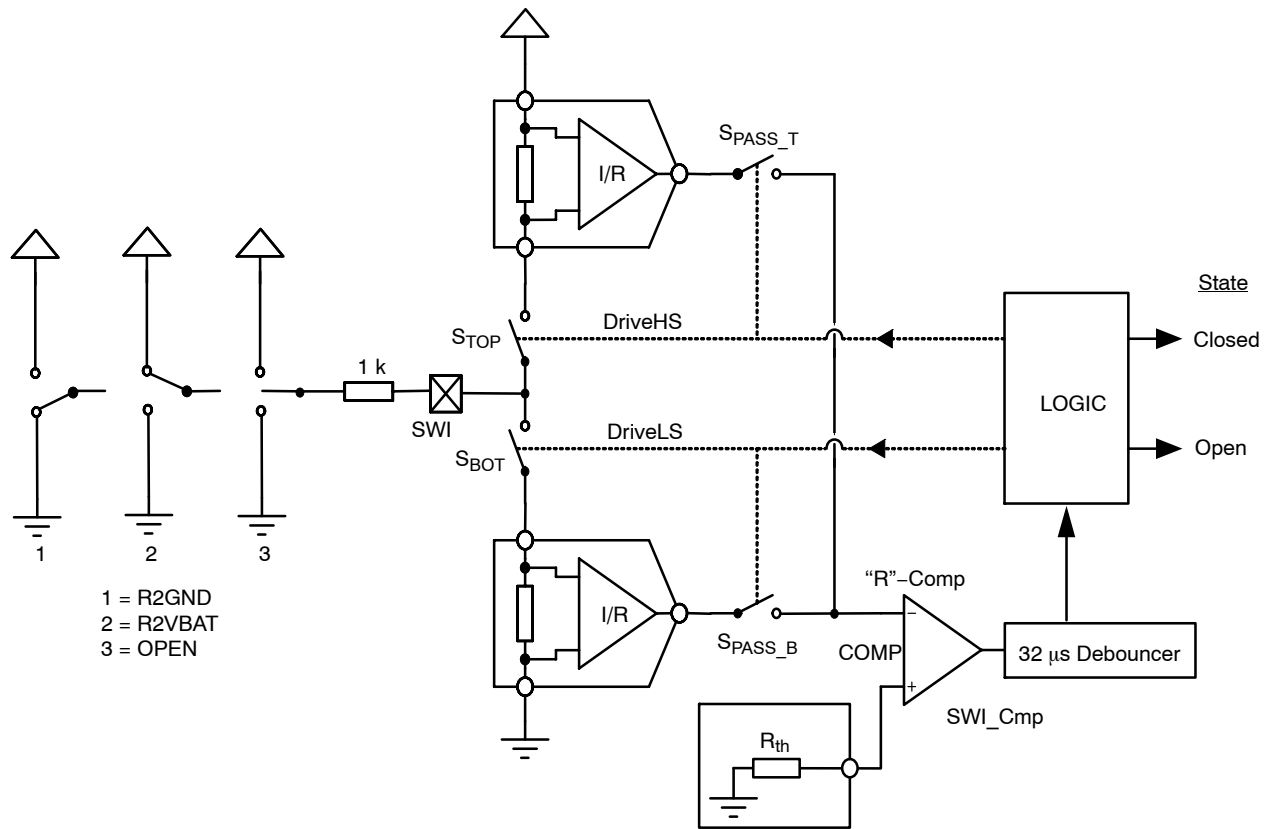 S_PASS_T
I/R
State
DriveHS
S_TOP
Closed
1 k
LOGIC
SWI
DriveLS
Open
S_BOT
1 2 3
1 = R2GND
2 = R2VBAT
3 = OPEN
“R”−Comp
I/R
−
S_PASS_B
COMP
32 μs Debouncer
+
SWI_Cmp
R_th